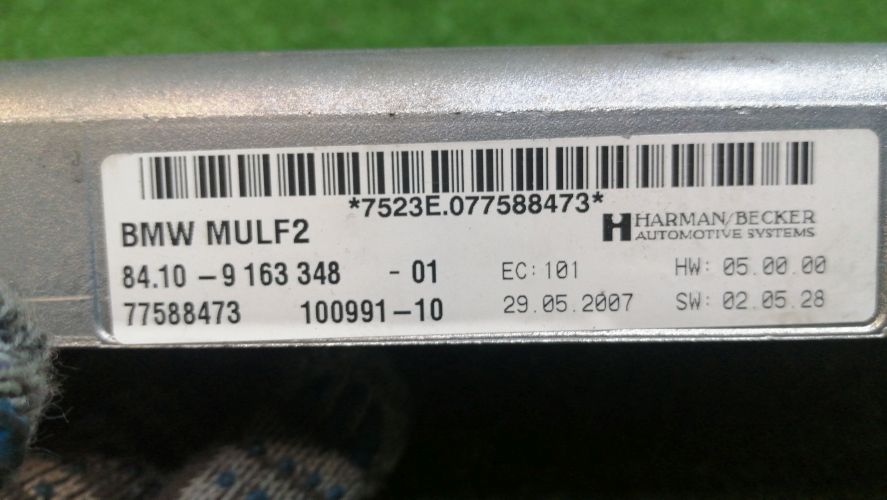 *7523E.077588473*
BMW MULF2
HARMAN/BECKER
AUTOMOTIVE SYSTEMS
84.10 - 9 163 348 - 01 EC: 101 HW: 05.00.00
77588473 100991-10 29.05.2007 SW: 02.05.28